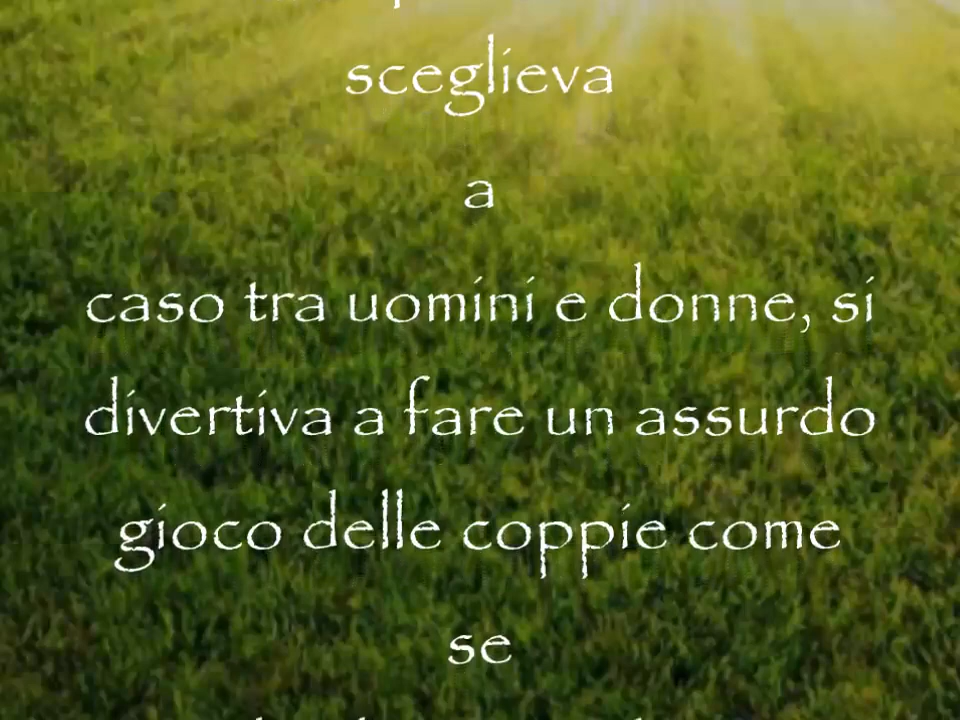 sceglieva
a
caso tra uomini e donne, si
divertiva a fare un assurdo
gioco delle coppie come
se